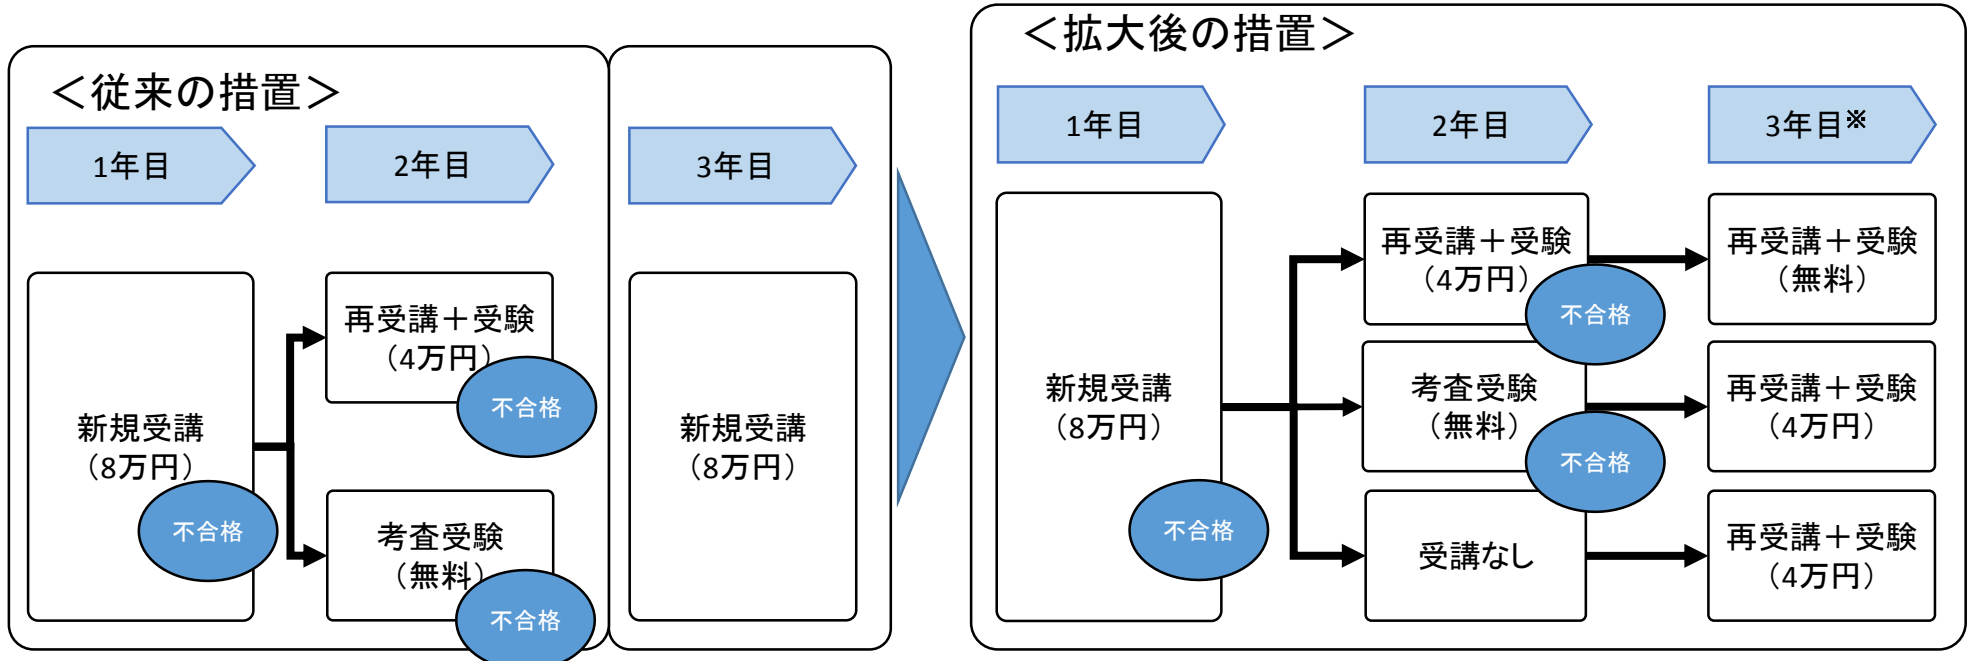 ＜従来の措置＞
1年目
2年目
3年目
新規受講
（8万円）
不合格
再受講＋受験
（4万円）
不合格
考査受験
（無料）
不合格
新規受講
（8万円）
＜拡大後の措置＞
1年目
2年目
3年目※
新規受講
（8万円）
不合格
再受講＋受験
（4万円）
不合格
再受講＋受験
（無料）
考査受験
（無料）
不合格
再受講＋受験
（4万円）
受講なし
再受講＋受験
（4万円）